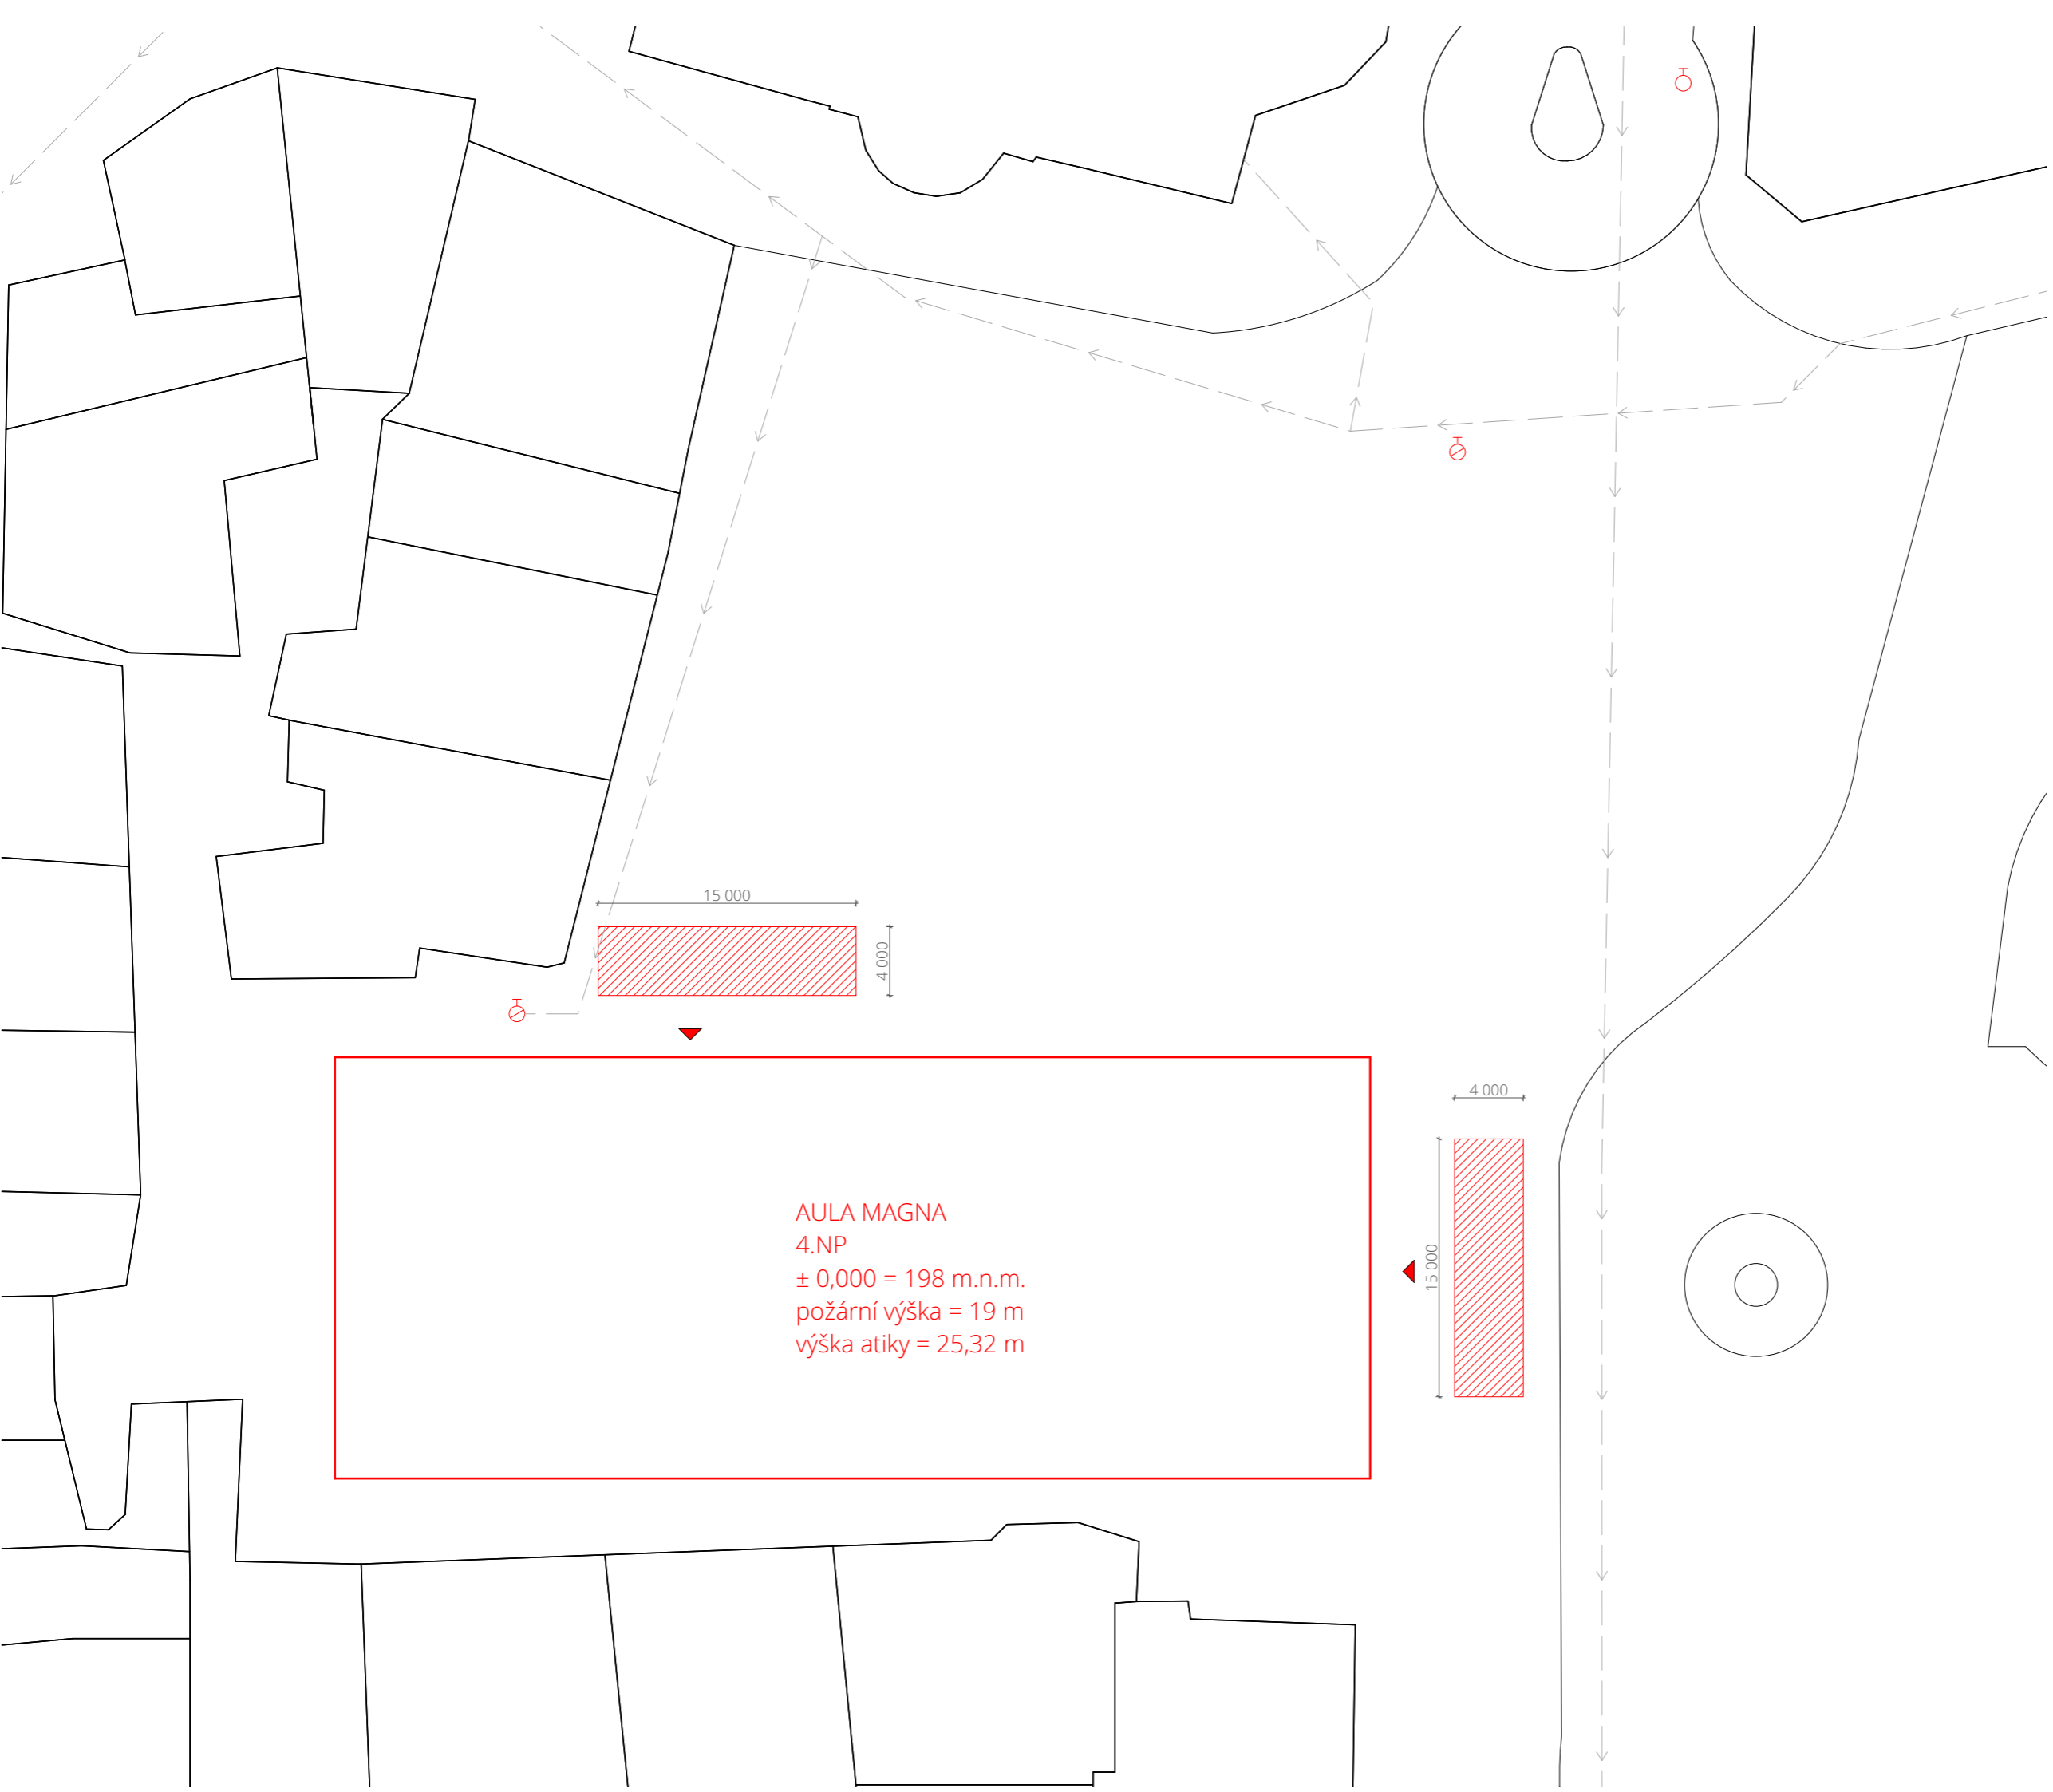 15 000
4 000
4 000
15 000
AULA MAGNA
4.NP
± 0,000 = 198 m.n.m.
požární výška = 19 m
výška atiky = 25,32 m